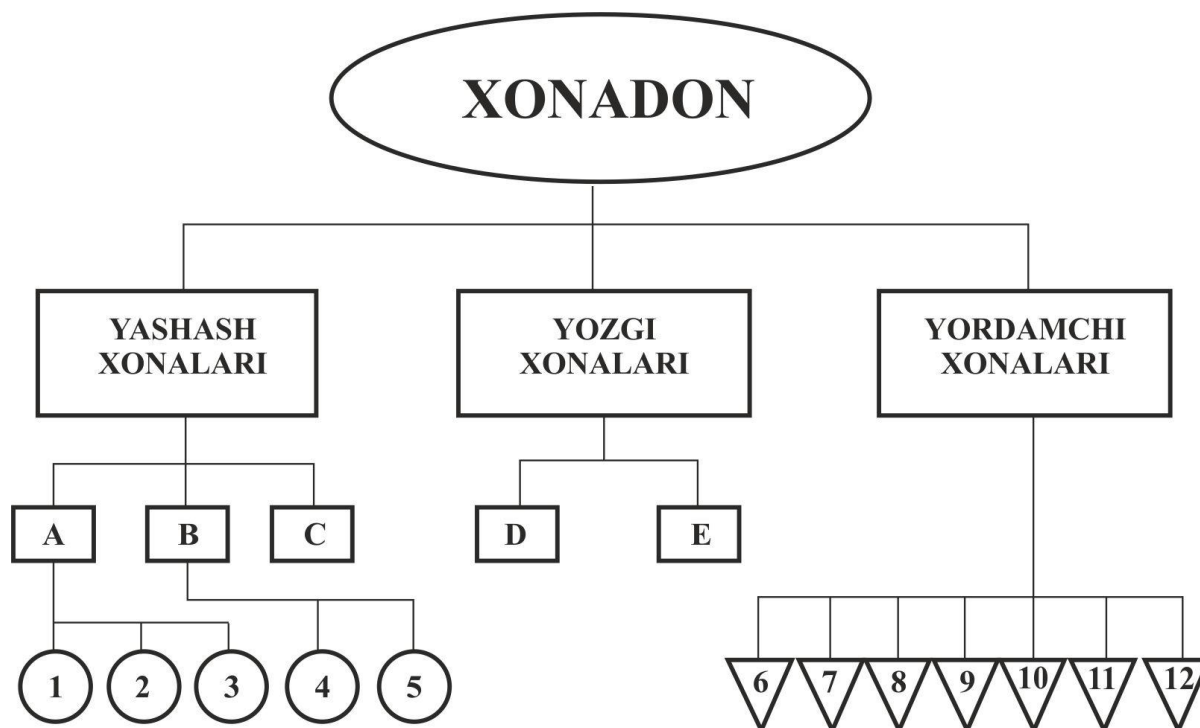 XONADON
YASHASH
XONALARI
YOZGI
XONALARI
YORDAMCHI
XONALARI
A
B
C
D
E
1
2
3
4
5
6
7
8
9
10
11
12